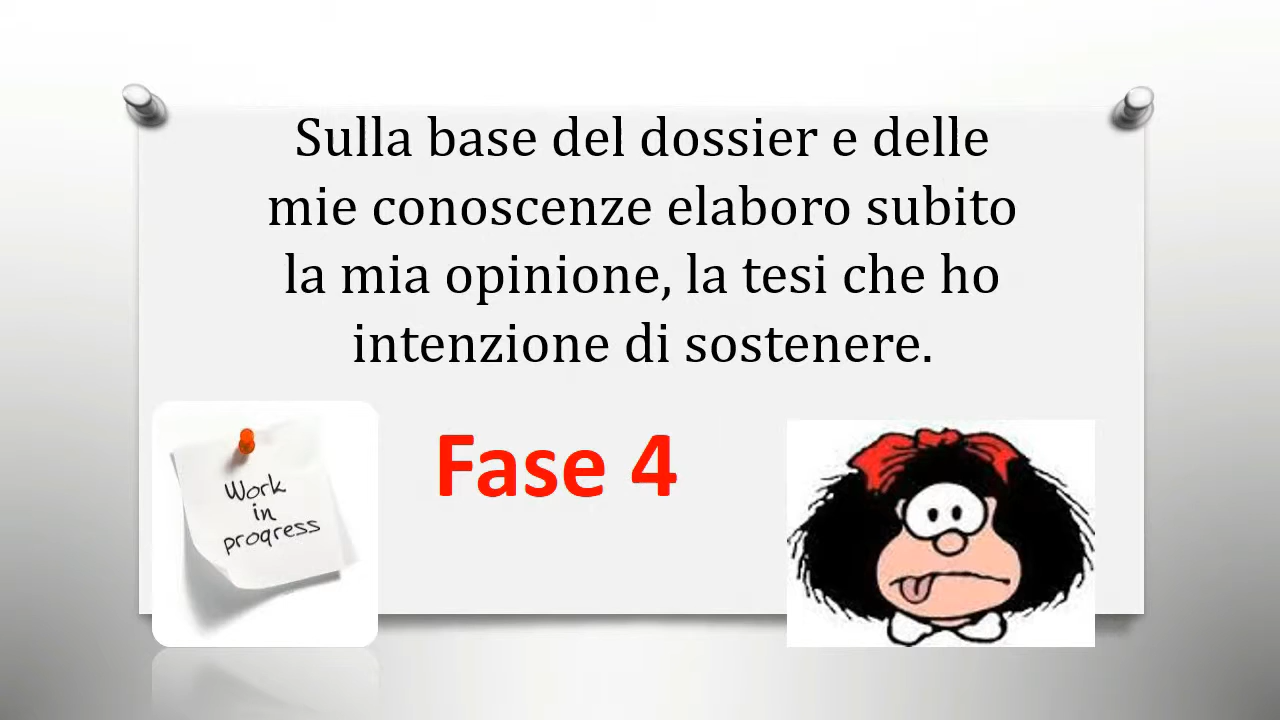 Sulla base del dossier e delle
mie conoscenze elaboro subito
la mia opinione, la tesi che ho
intenzione di sostenere.
Fase 4
Work
in
progress